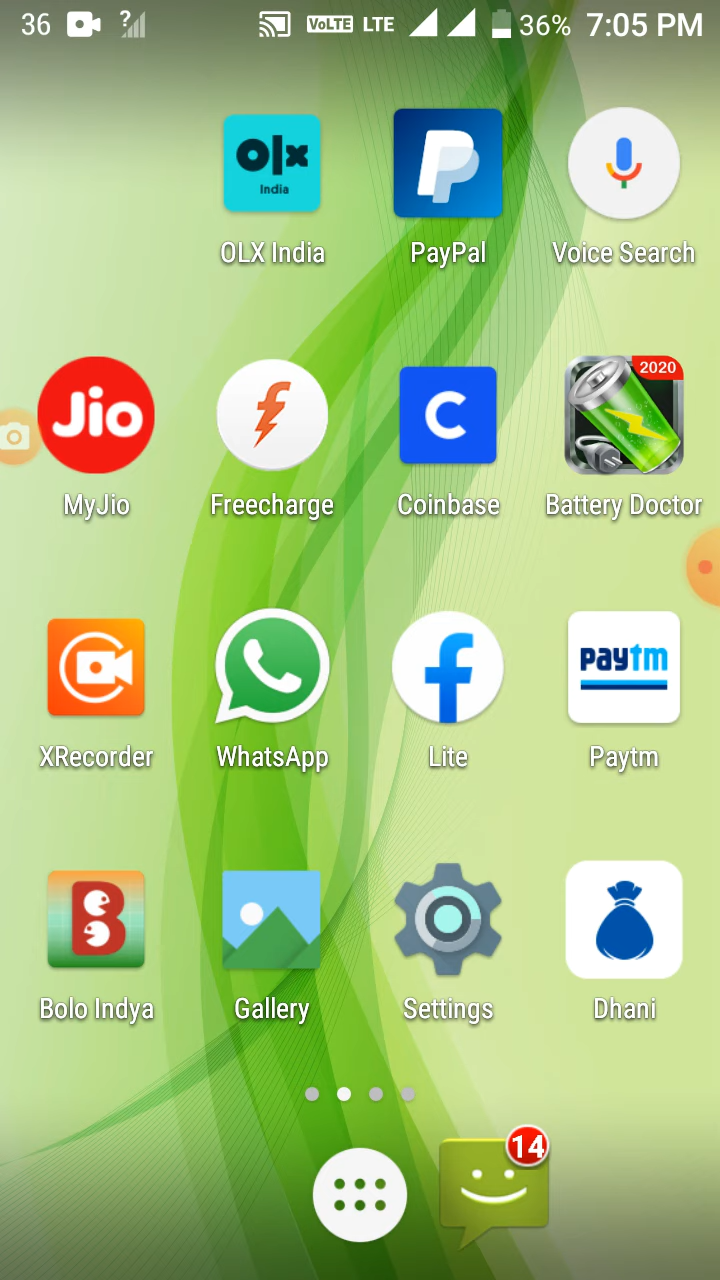 36 ? VoLTE LTE 36% 7:05 PM
olx
India
OLX India PayPal Voice Search
Jio
2020
MyJio Freecharge Coinbase Battery Doctor
paytm
XRecorder WhatsApp Lite Paytm
B
Bolo Indya Gallery Settings Dhani
14